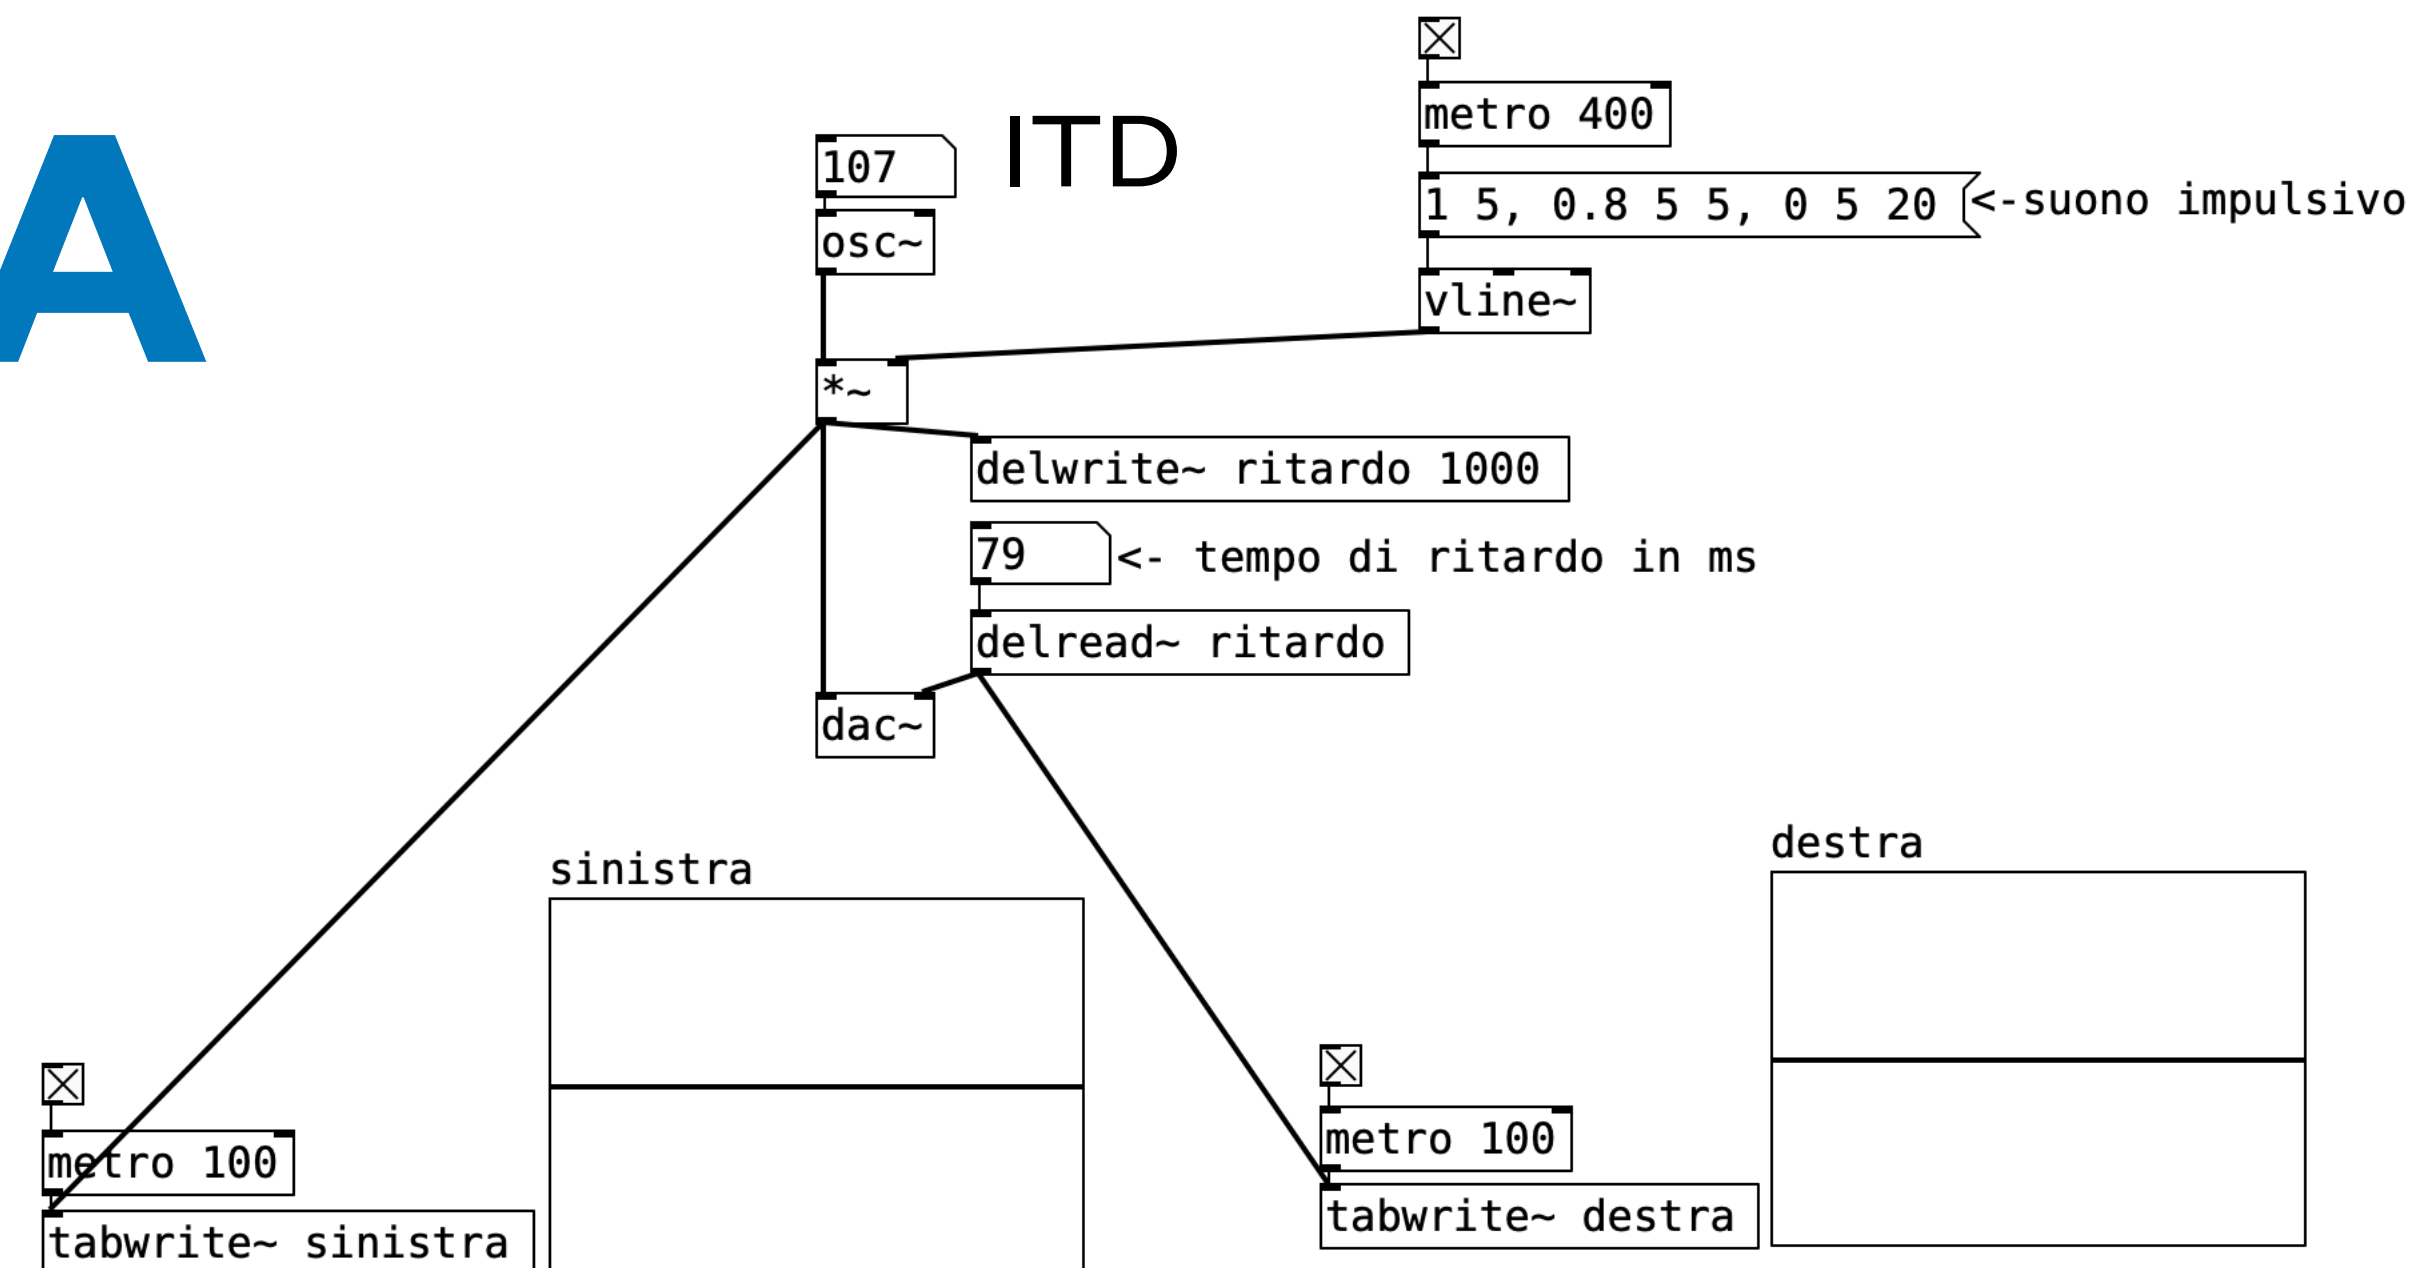 A
ITD
107
osc~
*~
metro 400
1 5, 0.8 5 5, 0 5 20
<-suono impulsivo
vline~
delwrite~ ritardo 1000
79
<- tempo di ritardo in ms
delread~ ritardo
dac~
sinistra
metro 100
tabwrite~ sinistra
destra
metro 100
tabwrite~ destra